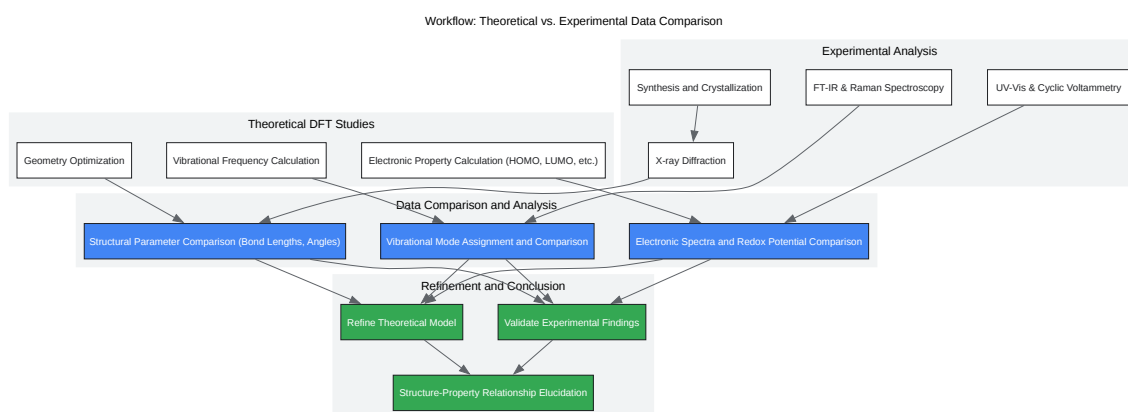 Workflow: Theoretical vs. Experimental Data Comparison
Experimental Analysis
Synthesis and Crystallization
FT-IR & Raman Spectroscopy
UV-Vis & Cyclic Voltammetry
Theoretical DFT Studies
Geometry Optimization
Vibrational Frequency Calculation
Electronic Property Calculation (HOMO, LUMO, etc.)
X-ray Diffraction
Data Comparison and Analysis
Structural Parameter Comparison (Bond Lengths, Angles)
Vibrational Mode Assignment and Comparison
Electronic Spectra and Redox Potential Comparison
Refinement and Conclusion
Refine Theoretical Model
Validate Experimental Findings
Structure-Property Relationship Elucidation